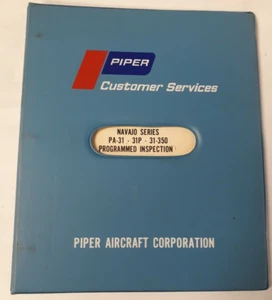 PIPER
Customer Services
NAVAJO SERIES
PA-31 - 31P - 31-350
PROGRAMMED INSPECTION
PIPER AIRCRAFT CORPORATION